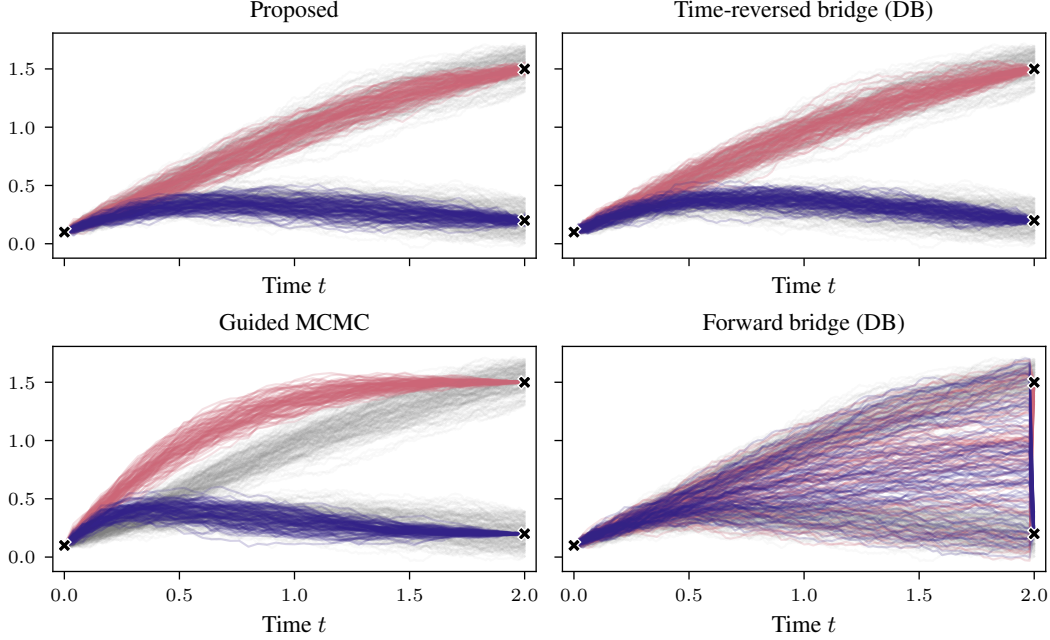 Proposed
Time-reversed bridge (DB)
1.5
1.0
0.5
0.0
Time t
Time t
Guided MCMC
Forward bridge (DB)
1.5
1.0
0.5
0.0
0.0 0.5 1.0 1.5 2.0
0.0 0.5 1.0 1.5 2.0
Time t
Time t